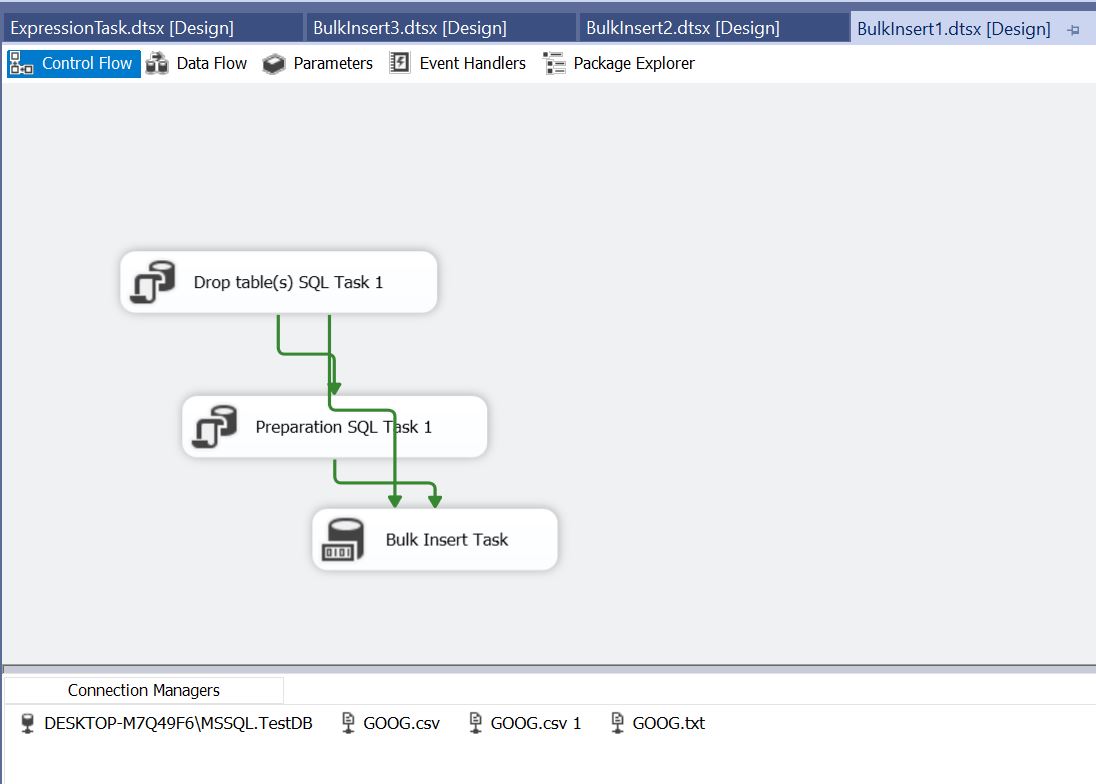 ExpressionTask.dtsx [Design] BulkInsert3.dtsx [Design] BulkInsert2.dtsx [Design] BulkInsert1.dtsx [Design]
Control Flow Data Flow Parameters Event Handlers Package Explorer
Drop table(s) SQL Task 1
Preparation SQL Task 1
Bulk Insert Task
0101
Connection Managers
DESKTOP-M7Q49F6\MSSQL.TestDB GOOG.csv GOOG.csv 1 GOOG.txt